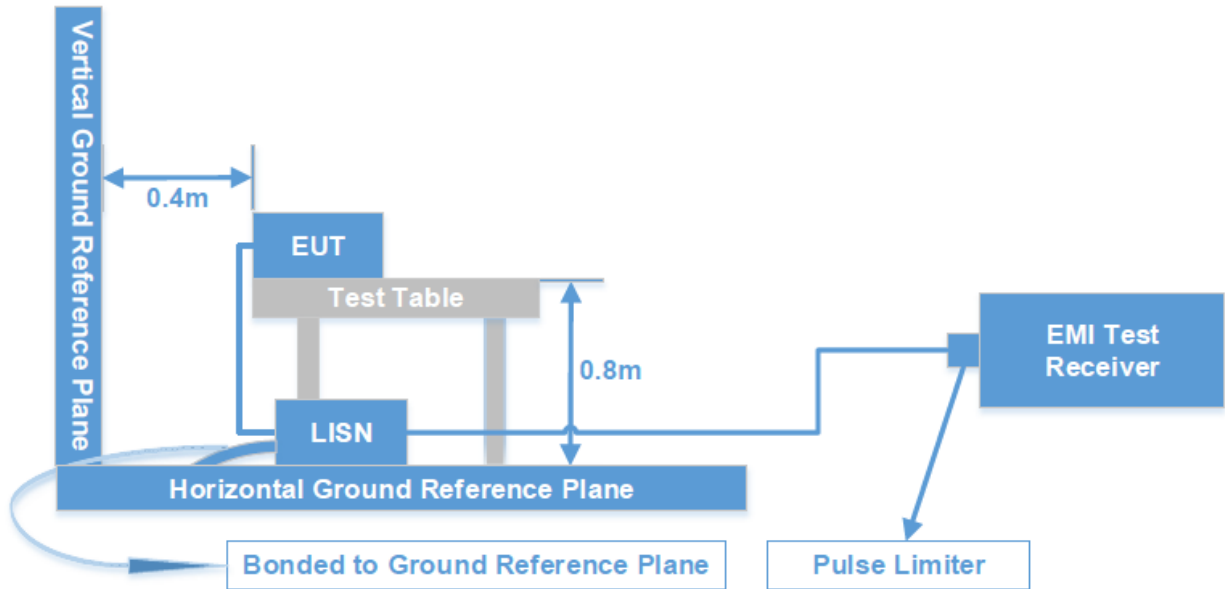 Vertical Ground Reference Plane
0.4m
EUT
Test Table
0.8m
EMI Test
Receiver
LISN
Horizontal Ground Reference Plane
Bonded to Ground Reference Plane
Pulse Limiter